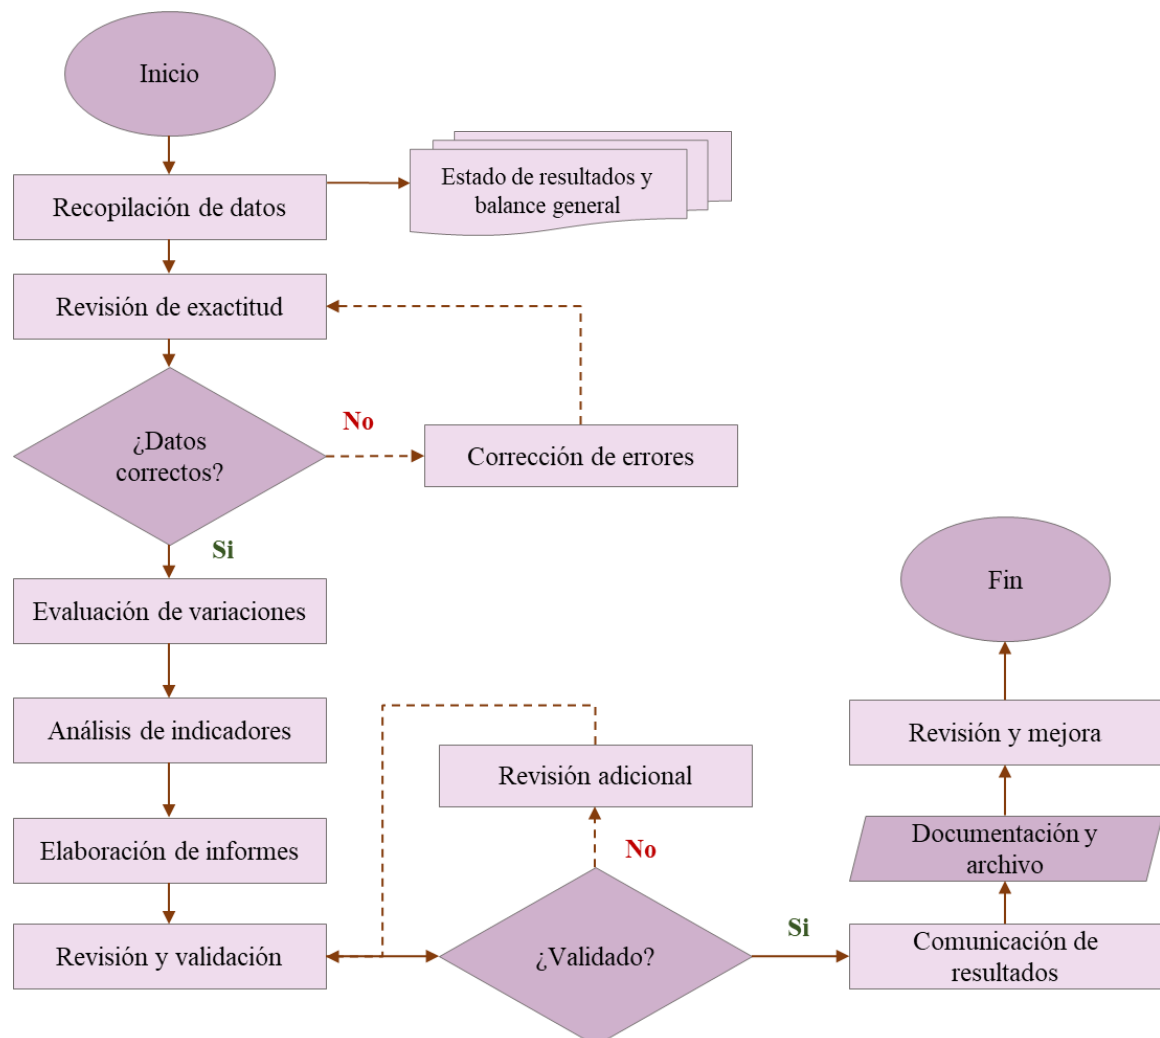 Inicio
Recopilación de datos
Estado de resultados y
balance general
Revisión de exactitud
¿Datos
correctos?
No
Corrección de errores
Si
Evaluación de variaciones
Análisis de indicadores
Elaboración de informes
Revisión y validación
Revisión adicional
No
¿Validado?
Si
Comunicación de
resultados
Documentación y
archivo
Revisión y mejora
Fin